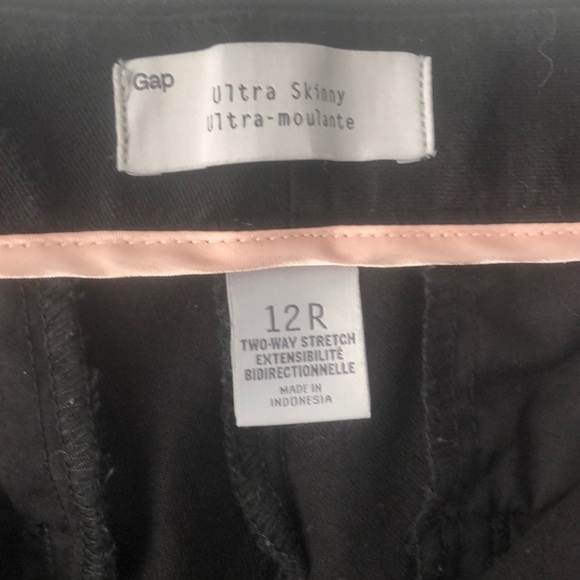 Gap
Ultra Skinny
Ultra-moulante
12R
TWO-WAY STRETCH
EXTENSIBILITÉ
BIDIRECTIONNELLE
MADE IN
INDONESIA